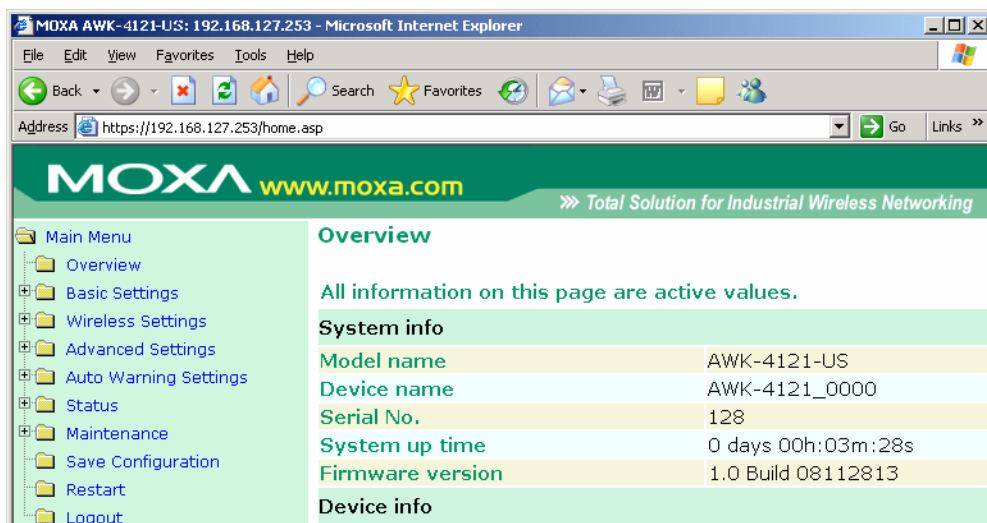 MOXA AWK-4121-US: 192.168.127.253 - Microsoft Internet Explorer
File Edit View Favorites Tools Help
Back Search Favorites
Address https://192.168.127.253/home.asp Go Links »
MOXA www.moxa.com
Total Solution for Industrial Wireless Networking
Main Menu
Overview
Basic Settings
Wireless Settings
Advanced Settings
Auto Warning Settings
Status
Maintenance
Save Configuration
Restart
Logout
Overview
All information on this page are active values.
System info
Model name AWK-4121-US
Device name AWK-4121_0000
Serial No. 128
System up time 0 days 00h:03m:28s
Firmware version 1.0 Build 08112813
Device info